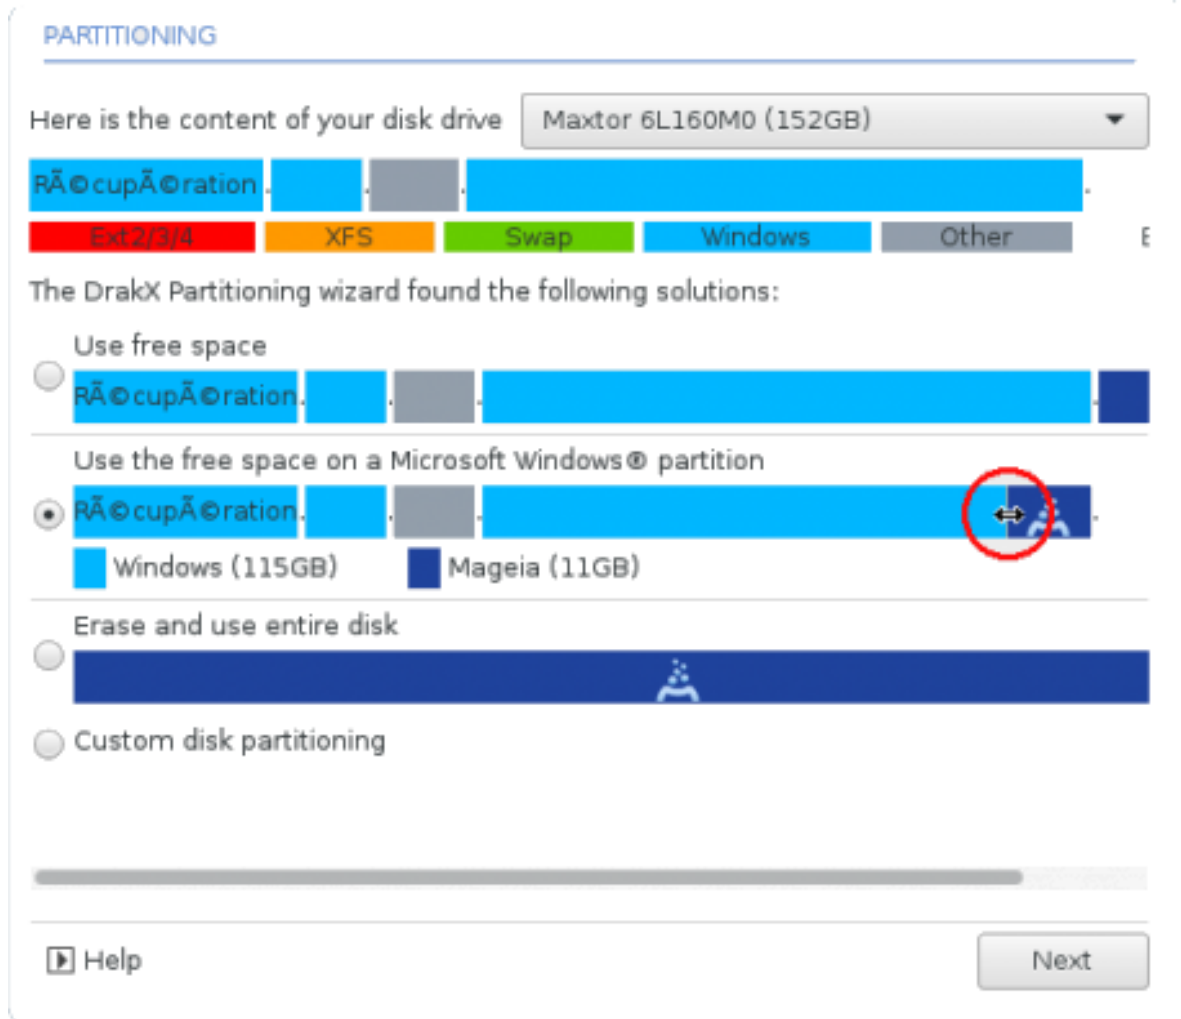 PARTITIONING
Here is the content of your disk drive Maxtor 6L160M0 (152GB)
RÃ©cupÃ©ration
Ext2/3/4 XFS Swap Windows Other E
The DrakX Partitioning wizard found the following solutions:
Use free space
RÃ©cupÃ©ration
Use the free space on a Microsoft Windows® partition
RÃ©cupÃ©ration
Windows (115GB) Mageia (11GB)
Erase and use entire disk
Custom disk partitioning
Help Next